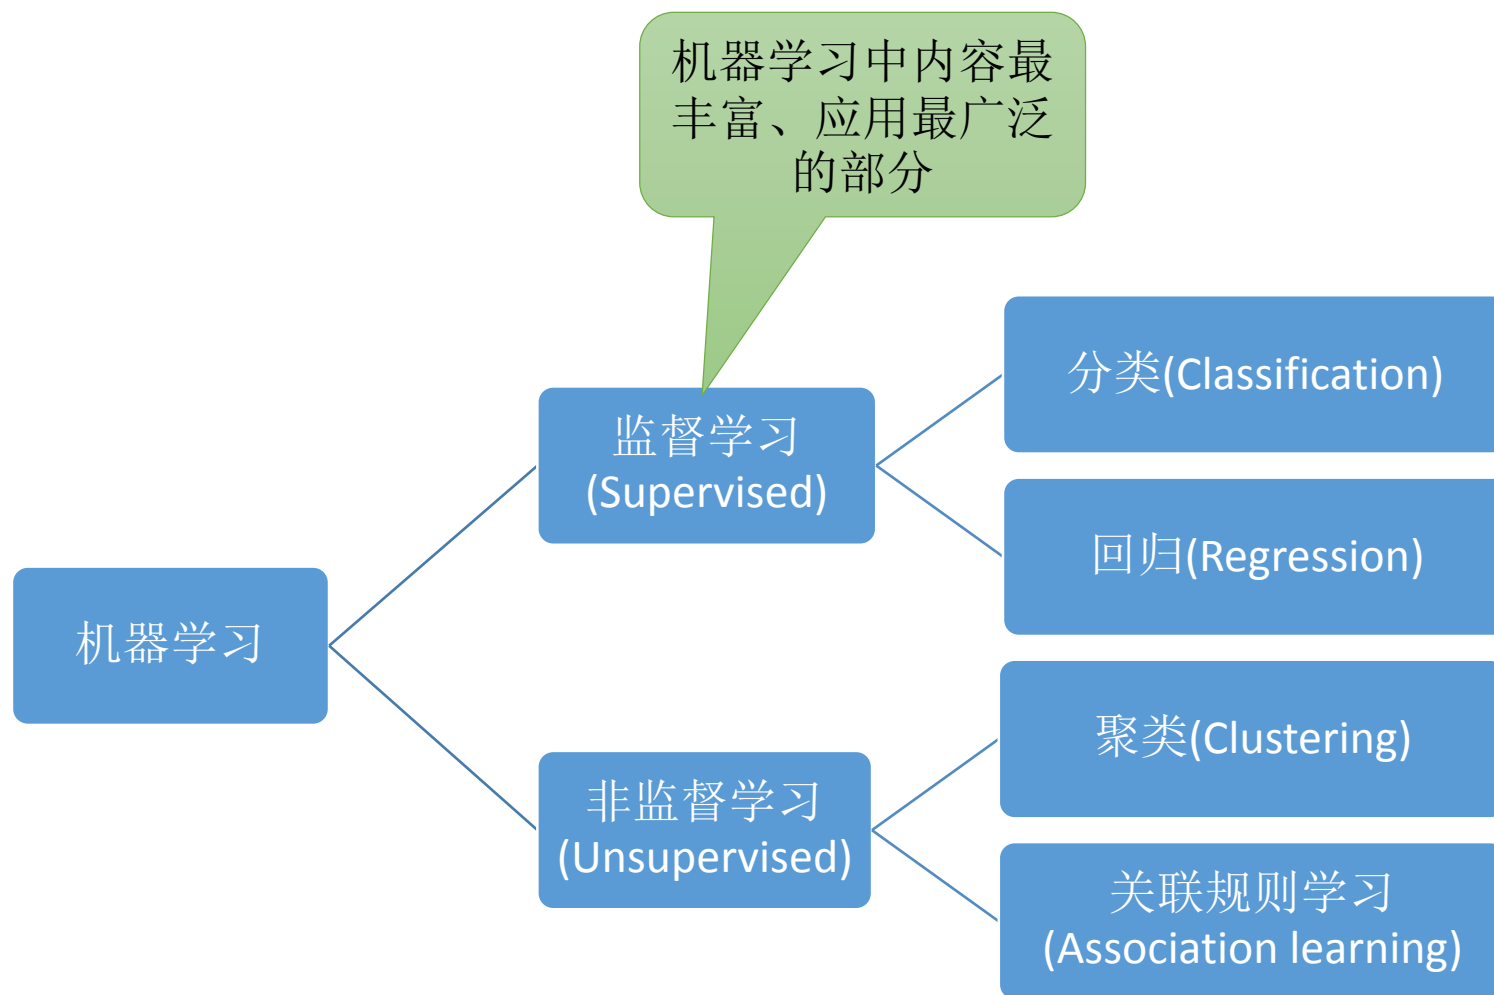 机器学习中内容最
丰富、应用最广泛
的部分
分类(Classification)
监督学习
(Supervised)
回归(Regression)
机器学习
聚类(Clustering)
非监督学习
(Unsupervised)
关联规则学习
(Association learning)